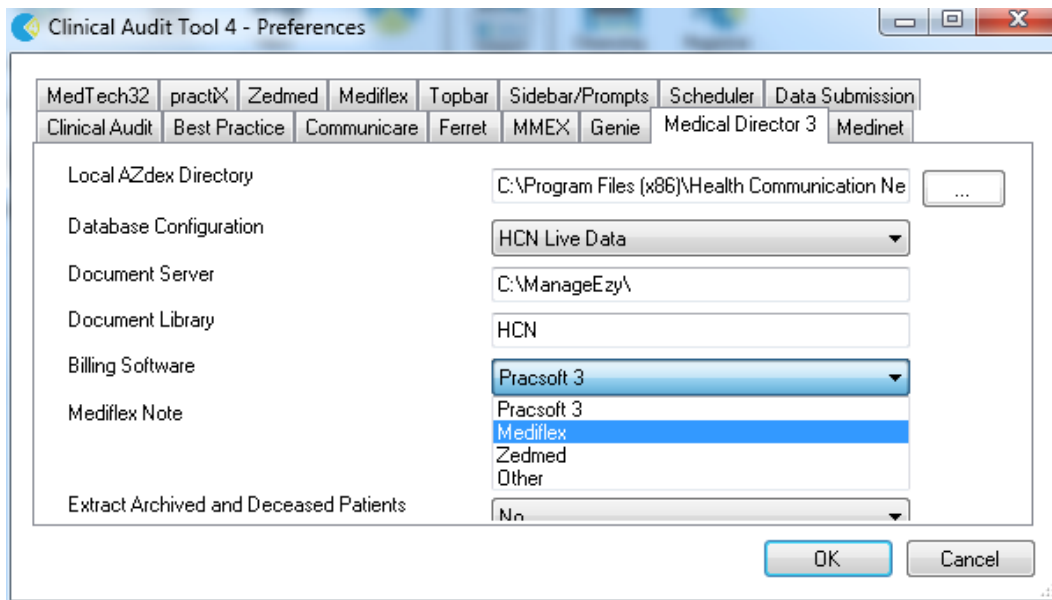 Clinical Audit Tool 4 - Preferences
MedTech32 practiX Zedmed Mediflex Topbar Sidebar/Prompts Scheduler Data Submission
Clinical Audit Best Practice Communicare Ferret MMEX Genie Medical Director 3 Medinet
Local AZdex Directory C:\Program Files (x86)\Health Communication Ne ...
Database Configuration HCN Live Data
Document Server C:\ManageEzy\
Document Library HCN
Billing Software Pracsoft 3
Mediflex Note Pracsoft 3
Mediflex
Zedmed
Other
Extract Archived and Deceased Patients No
OK Cancel